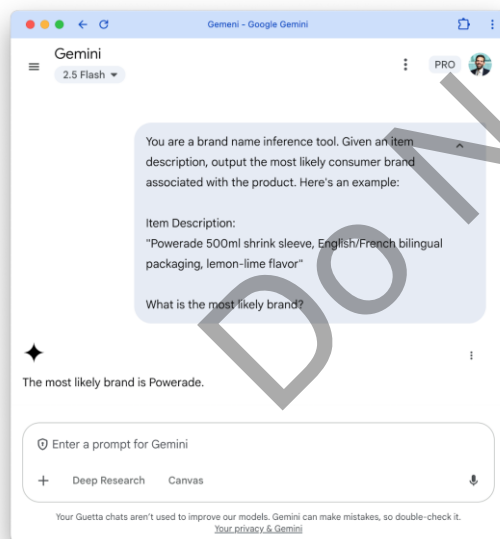 Gemeni - Google Gemini
Gemini
2.5 Flash
PRO
You are a brand name inference tool. Given an item
description, output the most likely consumer brand
associated with the product. Here's an example:
Item Description:
"Powerade 500ml shrink sleeve, English/French bilingual
packaging, lemon-lime flavor"
What is the most likely brand?
The most likely brand is Powerade.
Enter a prompt for Gemini
+ Deep Research Canvas
Your Guetta chats aren't used to improve our models. Gemini can make mistakes, so double-check it.
Your privacy & Gemini
DON